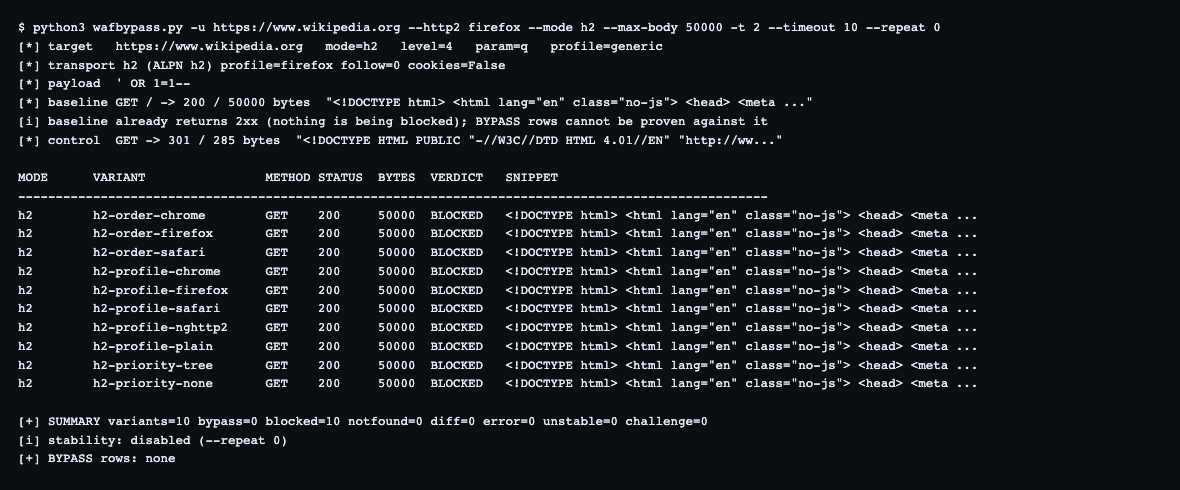 $ python3 wafbypass.py -u https://www.wikipedia.org --http2 firefox --mode h2 --max-body 50000 -t 2 --timeout 10 --repeat 0
[*] target   https://www.wikipedia.org   mode=h2   level=4   param=q   profile=generic
[*] transport h2 (ALPN h2) profile=firefox follow=0 cookies=False
[*] payload  ' OR 1=1--
[*] baseline GET / -> 200 / 50000 bytes  "<!DOCTYPE html> <html lang="en" class="no-js"> <head> <meta ..."
[i] baseline already returns 2xx (nothing is being blocked); BYPASS rows cannot be proven against it
[*] control  GET -> 301 / 285 bytes  "<!DOCTYPE HTML PUBLIC "-//W3C//DTD HTML 4.01//EN" "http://ww..."
MODE      VARIANT                METHOD STATUS  BYTES  VERDICT   SNIPPET
----------------------------------------------------------------------------------------------------
h2        h2-order-chrome        GET    200     50000  BLOCKED   <!DOCTYPE html> <html lang="en" class="no-js"> <head> <meta ...
h2        h2-order-firefox       GET    200     50000  BLOCKED   <!DOCTYPE html> <html lang="en" class="no-js"> <head> <meta ...
h2        h2-order-safari        GET    200     50000  BLOCKED   <!DOCTYPE html> <html lang="en" class="no-js"> <head> <meta ...
h2        h2-profile-chrome      GET    200     50000  BLOCKED   <!DOCTYPE html> <html lang="en" class="no-js"> <head> <meta ...
h2        h2-profile-firefox     GET    200     50000  BLOCKED   <!DOCTYPE html> <html lang="en" class="no-js"> <head> <meta ...
h2        h2-profile-safari      GET    200     50000  BLOCKED   <!DOCTYPE html> <html lang="en" class="no-js"> <head> <meta ...
h2        h2-profile-nghttp2     GET    200     50000  BLOCKED   <!DOCTYPE html> <html lang="en" class="no-js"> <head> <meta ...
h2        h2-profile-plain       GET    200     50000  BLOCKED   <!DOCTYPE html> <html lang="en" class="no-js"> <head> <meta ...
h2        h2-priority-tree       GET    200     50000  BLOCKED   <!DOCTYPE html> <html lang="en" class="no-js"> <head> <meta ...
h2        h2-priority-none       GET    200     50000  BLOCKED   <!DOCTYPE html> <html lang="en" class="no-js"> <head> <meta ...
[+] SUMMARY variants=10 bypass=0 blocked=10 notfound=0 diff=0 error=0 unstable=0 challenge=0
[i] stability: disabled (--repeat 0)
[+] BYPASS rows: none